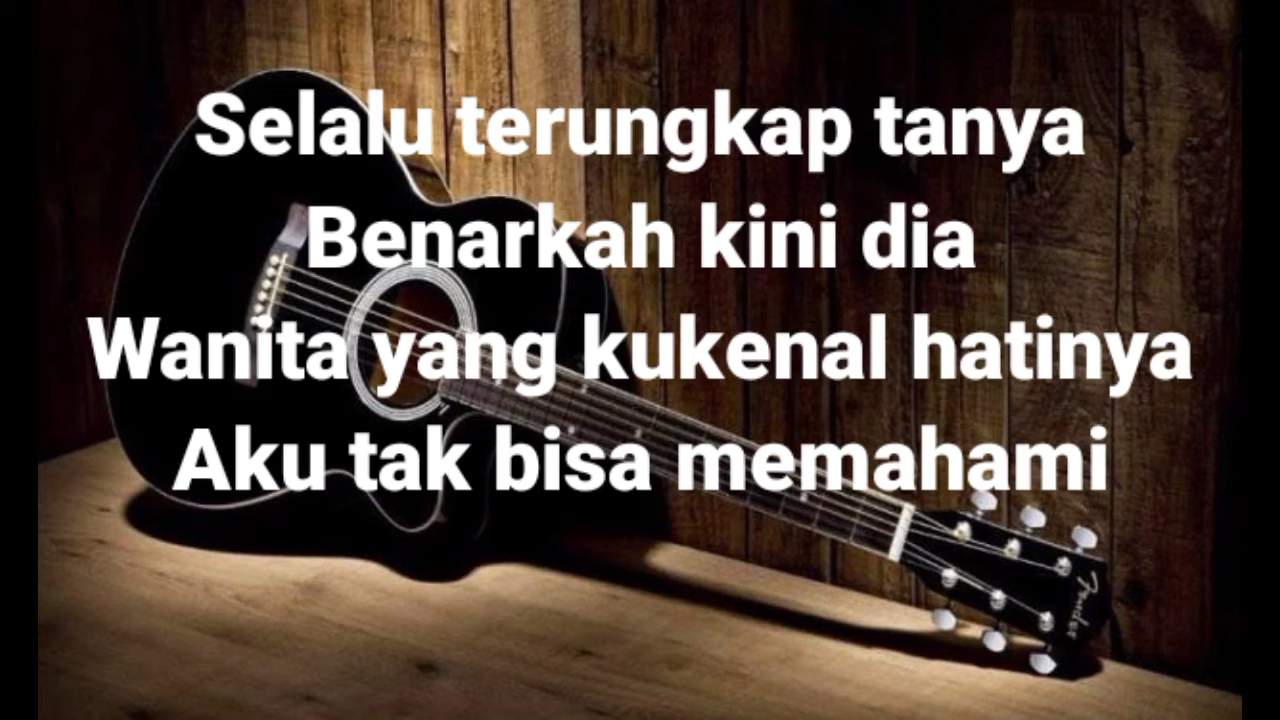 Selalu terungkap tanya
Benarkah kini dia
Wanita yang kukenal hatinya
Aku tak bisa memahami
Fender